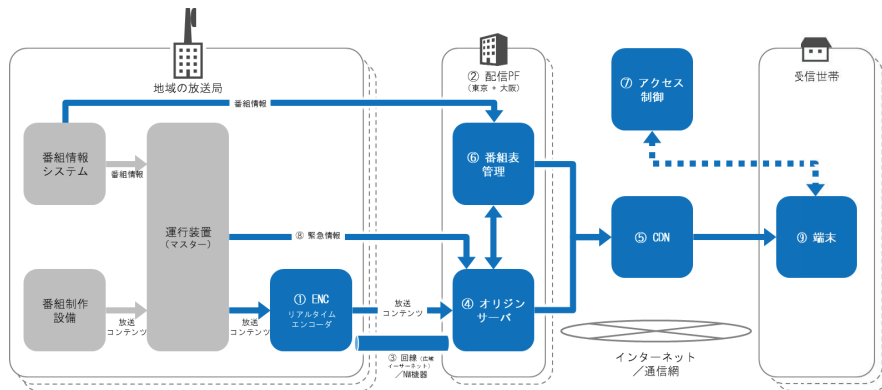 地域の放送局
② 配信PF
(東京 + 大阪)
⑦ アクセス
制御
受信世帯
番組情報
番組情報
システム
番組情報
⑥ 番組表
管理
運行装置
(マスター)
⑧ 緊急情報
⑤ CDN
⑨ 端末
番組制作
設備
放送
コンテンツ
放送
コンテンツ
① ENC
リアルタイム
エンコーダ
放送
コンテンツ
④ オリジン
サーバ
③ 回線 (広域
イーサーネット)
/NW機器
インターネット
/通信網